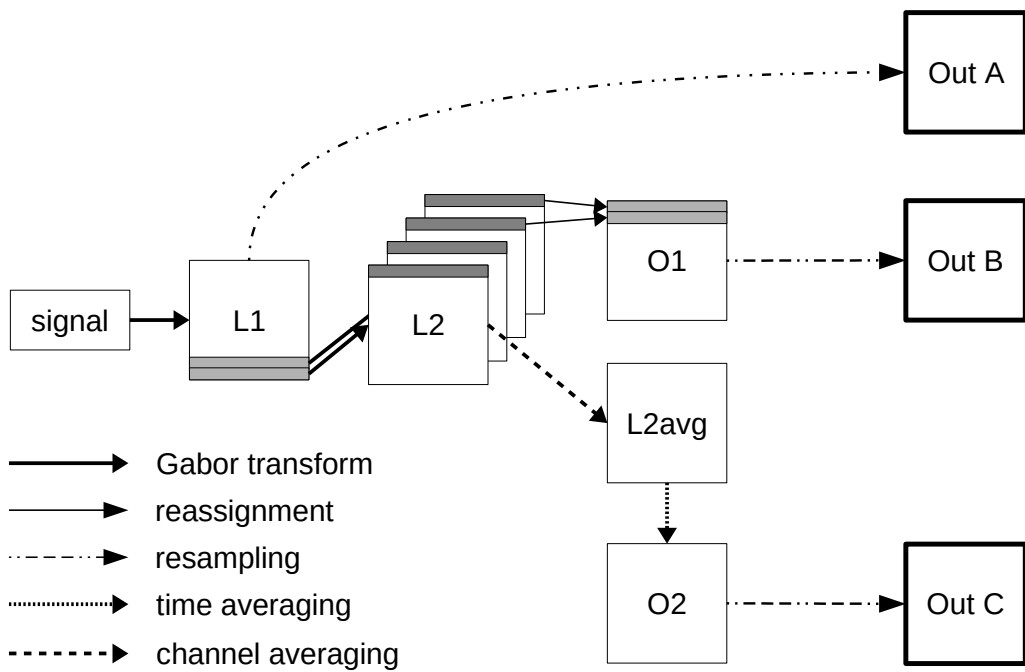 Out A
signal
L1
L2
O1
Out B
L2avg
O2
Out C
Gabor transform
reassignment
resampling
time averaging
channel averaging